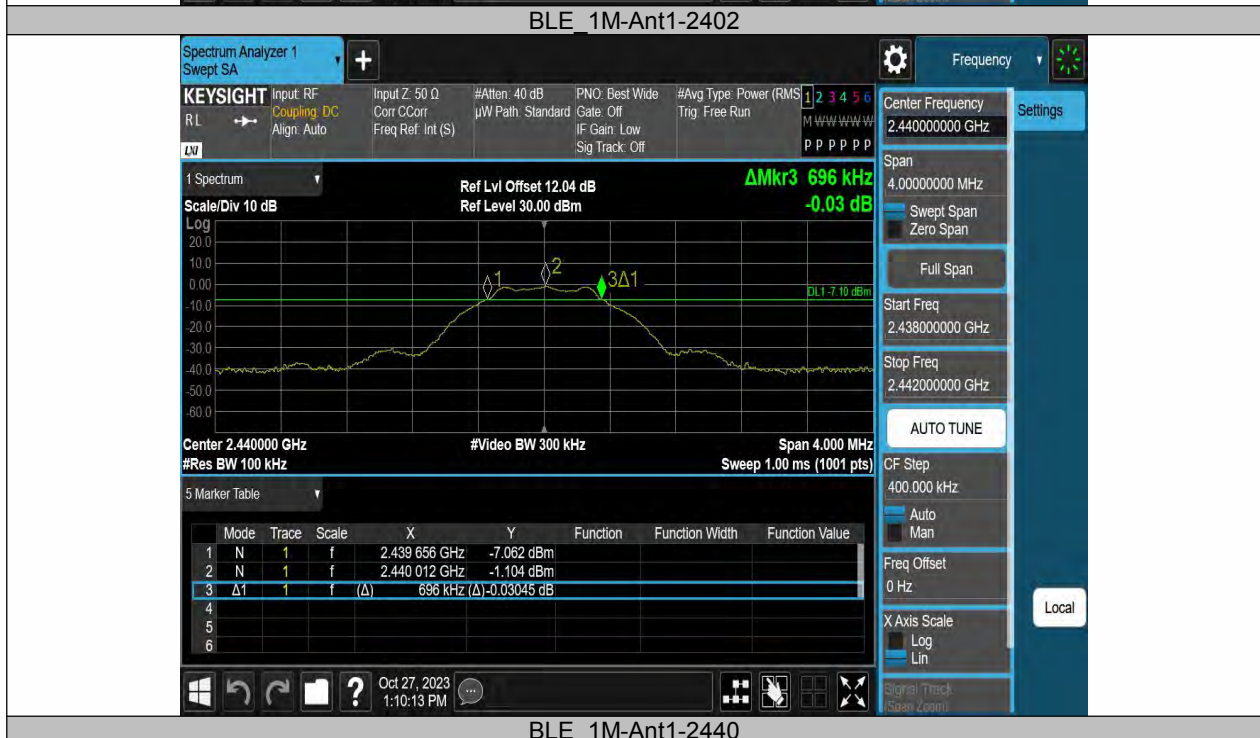 BLE_1M-Ant1-2402
Spectrum Analyzer 1
Swept SA
+
Frequency
KEYSIGHT
RL
LXI
Input: RF
Coupling: DC
Align: Auto
Input Z: 50 Ω
Corr CCorr
Freq Ref: Int (S)
#Atten: 40 dB
µW Path: Standard
PNO: Best Wide
Gate: Off
IF Gain: Low
Sig Track: Off
#Avg Type: Power (RMS
Trig: Free Run
1 2 3 4 5 6
M W W W W W
P P P P P P
Center Frequency
2.440000000 GHz
Settings
Span
4.00000000 MHz
Swept Span
Zero Span
Full Span
Start Freq
2.438000000 GHz
Stop Freq
2.442000000 GHz
AUTO TUNE
CF Step
400.000 kHz
Auto
Man
Freq Offset
0 Hz
X Axis Scale
Log
Lin
Signal Track
(Span Zoom)
Local
1 Spectrum
Scale/Div 10 dB
Ref Lvl Offset 12.04 dB
Ref Level 30.00 dBm
ΔMkr3 696 kHz
-0.03 dB
Log
20.0
10.0
0.00
-10.0
-20.0
-30.0
-40.0
-50.0
-60.0
1
2
3Δ1
DL1 -7.10 dBm
Center 2.440000 GHz
#Res BW 100 kHz
#Video BW 300 kHz
Span 4.000 MHz
Sweep 1.00 ms (1001 pts)
5 Marker Table
Mode Trace Scale X Y Function Function Width Function Value
1 N 1 f 2.439 656 GHz -7.062 dBm
2 N 1 f 2.440 012 GHz -1.104 dBm
3 Δ1 1 f (Δ) 696 kHz (Δ) -0.03045 dB
4
5
6
?
Oct 27, 2023
1:10:13 PM
BLE_1M-Ant1-2440